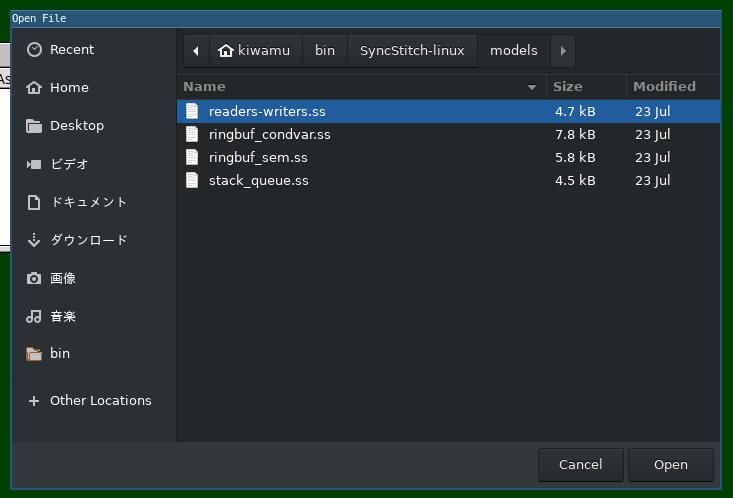 Open File
As
Recent
Home
Desktop
ビデオ
ドキュメント
ダウンロード
画像
音楽
bin
Other Locations
kiwamu bin SyncStitch-linux models
Name Size Modified
readers-writers.ss 4.7 kB 23 Jul
ringbuf_condvar.ss 7.8 kB 23 Jul
ringbuf_sem.ss 5.8 kB 23 Jul
stack_queue.ss 4.5 kB 23 Jul
Cancel Open